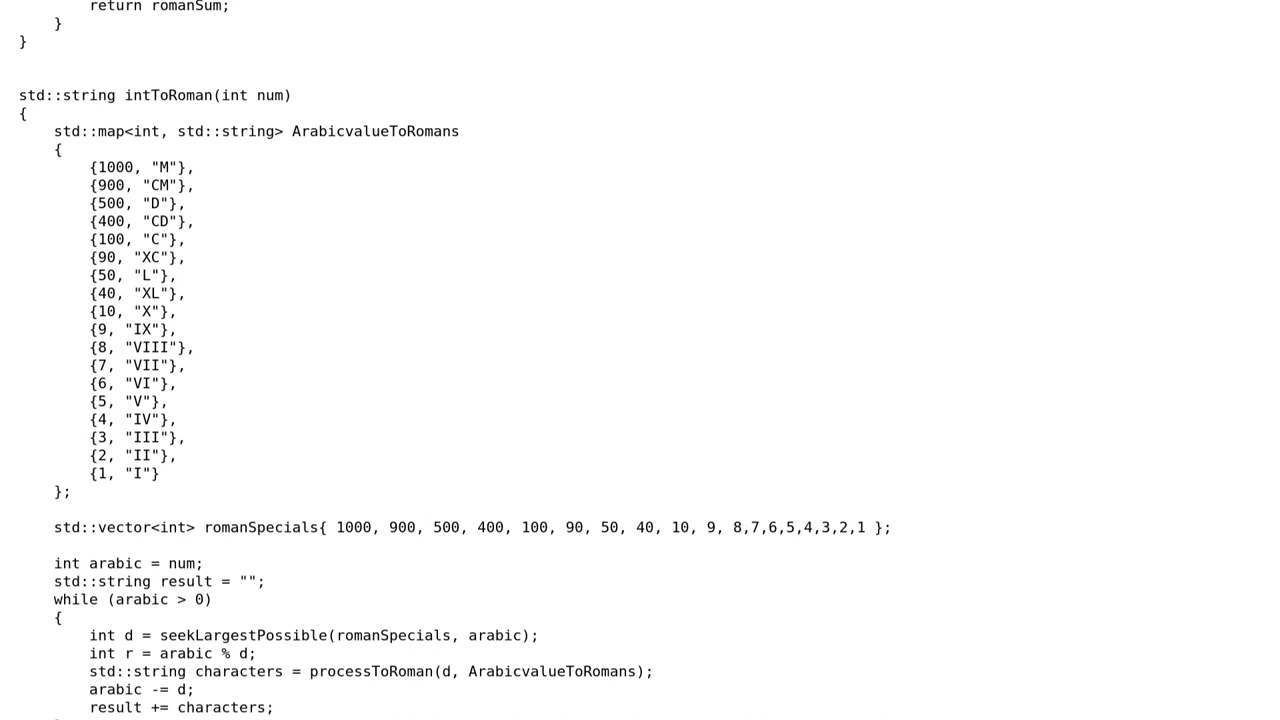 return romanSum;
    }
}
std::string intToRoman(int num)
{
    std::map<int, std::string> ArabicvalueToRomans
    {
        {1000, "M"},
        {900, "CM"},
        {500, "D"},
        {400, "CD"},
        {100, "C"},
        {90, "XC"},
        {50, "L"},
        {40, "XL"},
        {10, "X"},
        {9, "IX"},
        {8, "VIII"},
        {7, "VII"},
        {6, "VI"},
        {5, "V"},
        {4, "IV"},
        {3, "III"},
        {2, "II"},
        {1, "I"}
    };
    std::vector<int> romanSpecials{ 1000, 900, 500, 400, 100, 90, 50, 40, 10, 9, 8,7,6,5,4,3,2,1 };
    int arabic = num;
    std::string result = "";
    while (arabic > 0)
    {
        int d = seekLargestPossible(romanSpecials, arabic);
        int r = arabic % d;
        std::string characters = processToRoman(d, ArabicvalueToRomans);
        arabic -= d;
        result += characters;